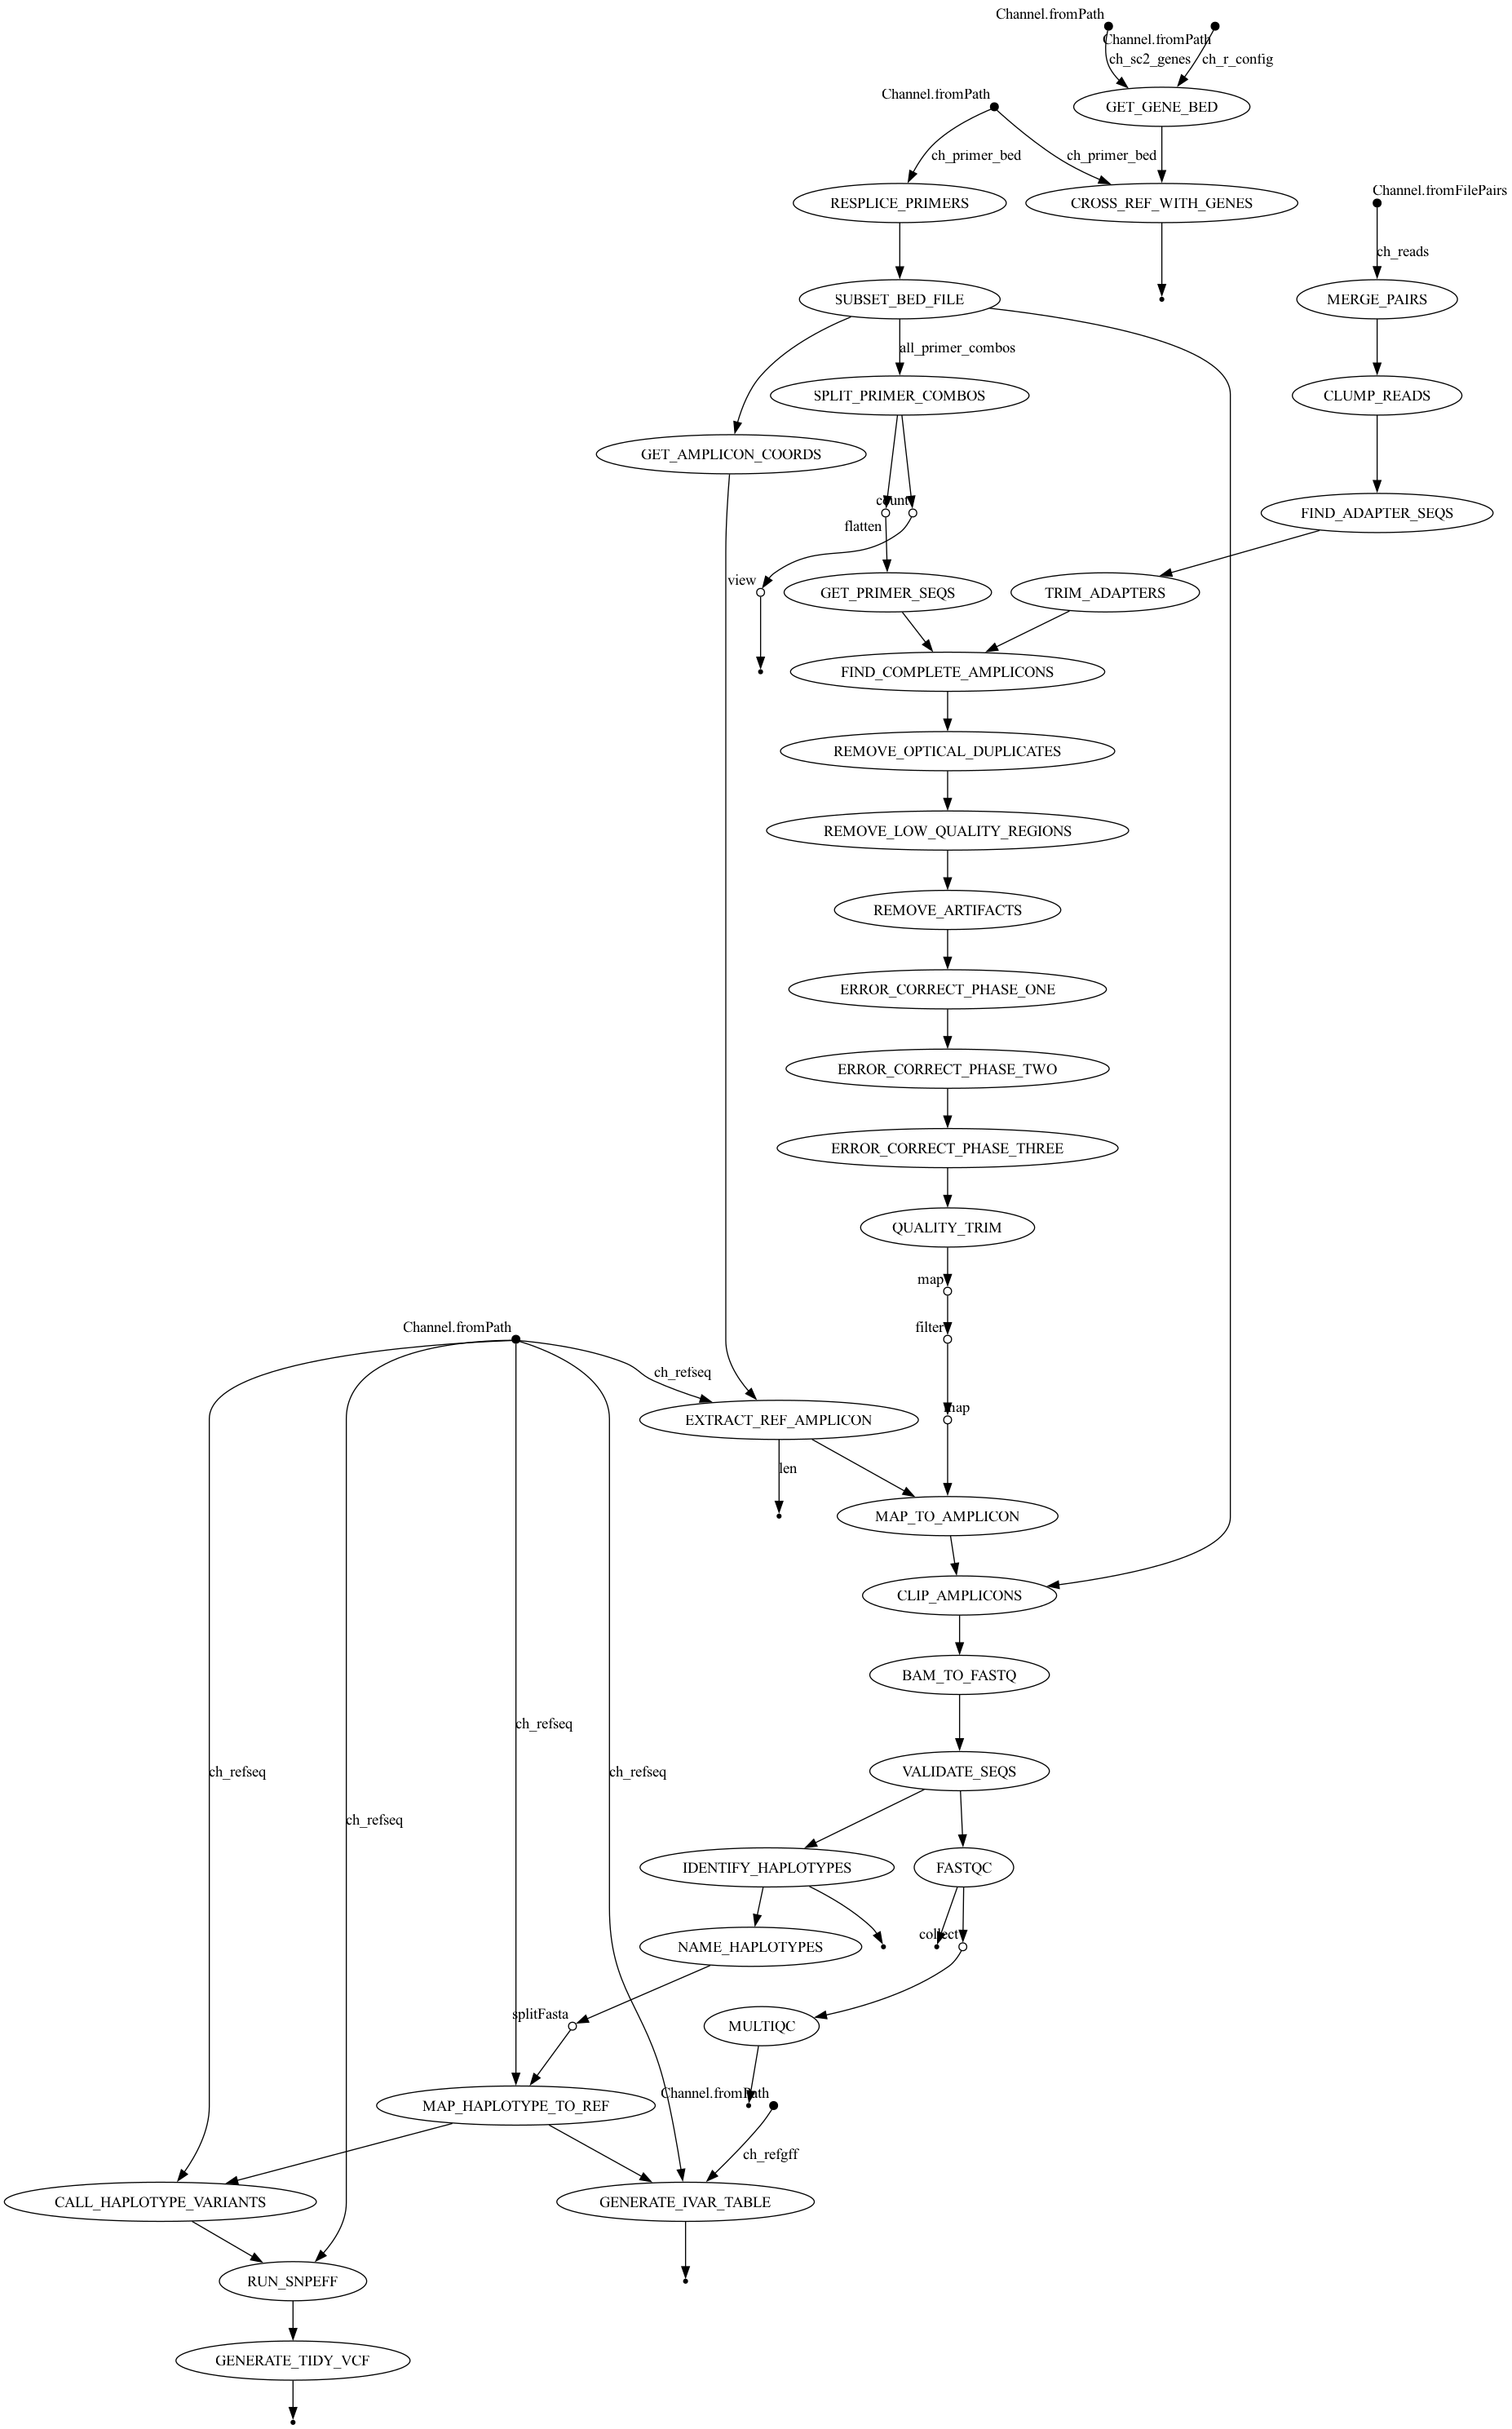 Channel.fromPath
Channel.fromPath
ch_sc2_genes
ch_r_config
Channel.fromPath
GET_GENE_BED
ch_primer_bed
ch_primer_bed
Channel.fromFilePairs
RESPLICE_PRIMERS
CROSS_REF_WITH_GENES
ch_reads
SUBSET_BED_FILE
MERGE_PAIRS
all_primer_combos
SPLIT_PRIMER_COMBOS
CLUMP_READS
GET_AMPLICON_COORDS
count
FIND_ADAPTER_SEQS
flatten
view
GET_PRIMER_SEQS
TRIM_ADAPTERS
FIND_COMPLETE_AMPLICONS
REMOVE_OPTICAL_DUPLICATES
REMOVE_LOW_QUALITY_REGIONS
REMOVE_ARTIFACTS
ERROR_CORRECT_PHASE_ONE
ERROR_CORRECT_PHASE_TWO
ERROR_CORRECT_PHASE_THREE
QUALITY_TRIM
map
Channel.fromPath
filter
ch_refseq
map
EXTRACT_REF_AMPLICON
len
MAP_TO_AMPLICON
CLIP_AMPLICONS
BAM_TO_FASTQ
ch_refseq
ch_refseq
ch_refseq
VALIDATE_SEQS
ch_refseq
IDENTIFY_HAPLOTYPES
FASTQC
collect
NAME_HAPLOTYPES
splitFasta
MULTIQC
Channel.fromPath
MAP_HAPLOTYPE_TO_REF
ch_refgff
CALL_HAPLOTYPE_VARIANTS
GENERATE_IVAR_TABLE
RUN_SNPEFF
GENERATE_TIDY_VCF